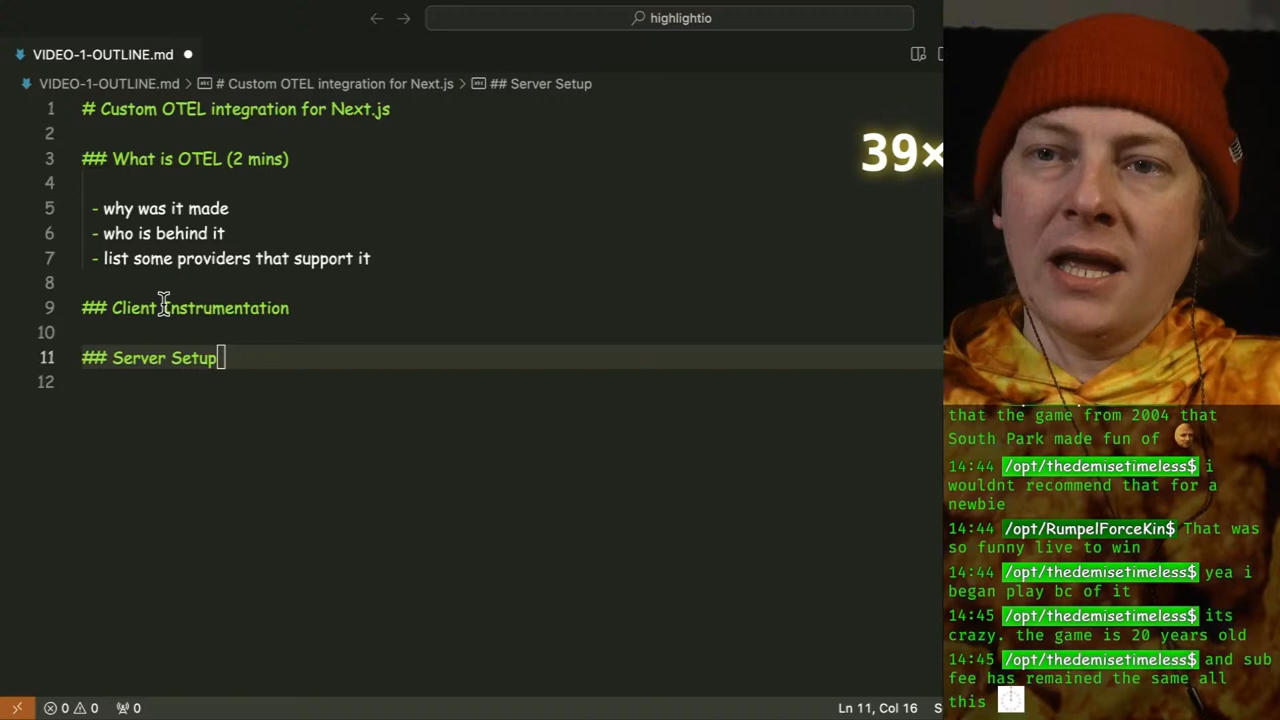 highlightio
VIDEO-1-OUTLINE.md
VIDEO-1-OUTLINE.md > # Custom OTEL integration for Next.js > ## Server Setup
1 # Custom OTEL integration for Next.js
2
3 ## What is OTEL (2 mins)
4
5 - why was it made
6 - who is behind it
7 - list some providers that support it
8
9 ## Client Instrumentation
10
11 ## Server Setup
12
39×
that the game from 2004 that
South Park made fun of
14:44 /opt/thedemisetimeless$ i
wouldnt recommend that for a
newbie
14:44 /opt/RumpelForceKin$ That was
so funny live to win
14:44 /opt/thedemisetimeless$ yea i
began play bc of it
14:45 /opt/thedemisetimeless$ its
crazy. the game is 20 years old
14:45 /opt/thedemisetimeless$ and sub
fee has remained the same all
this
0 0 0 Ln 11, Col 16 S